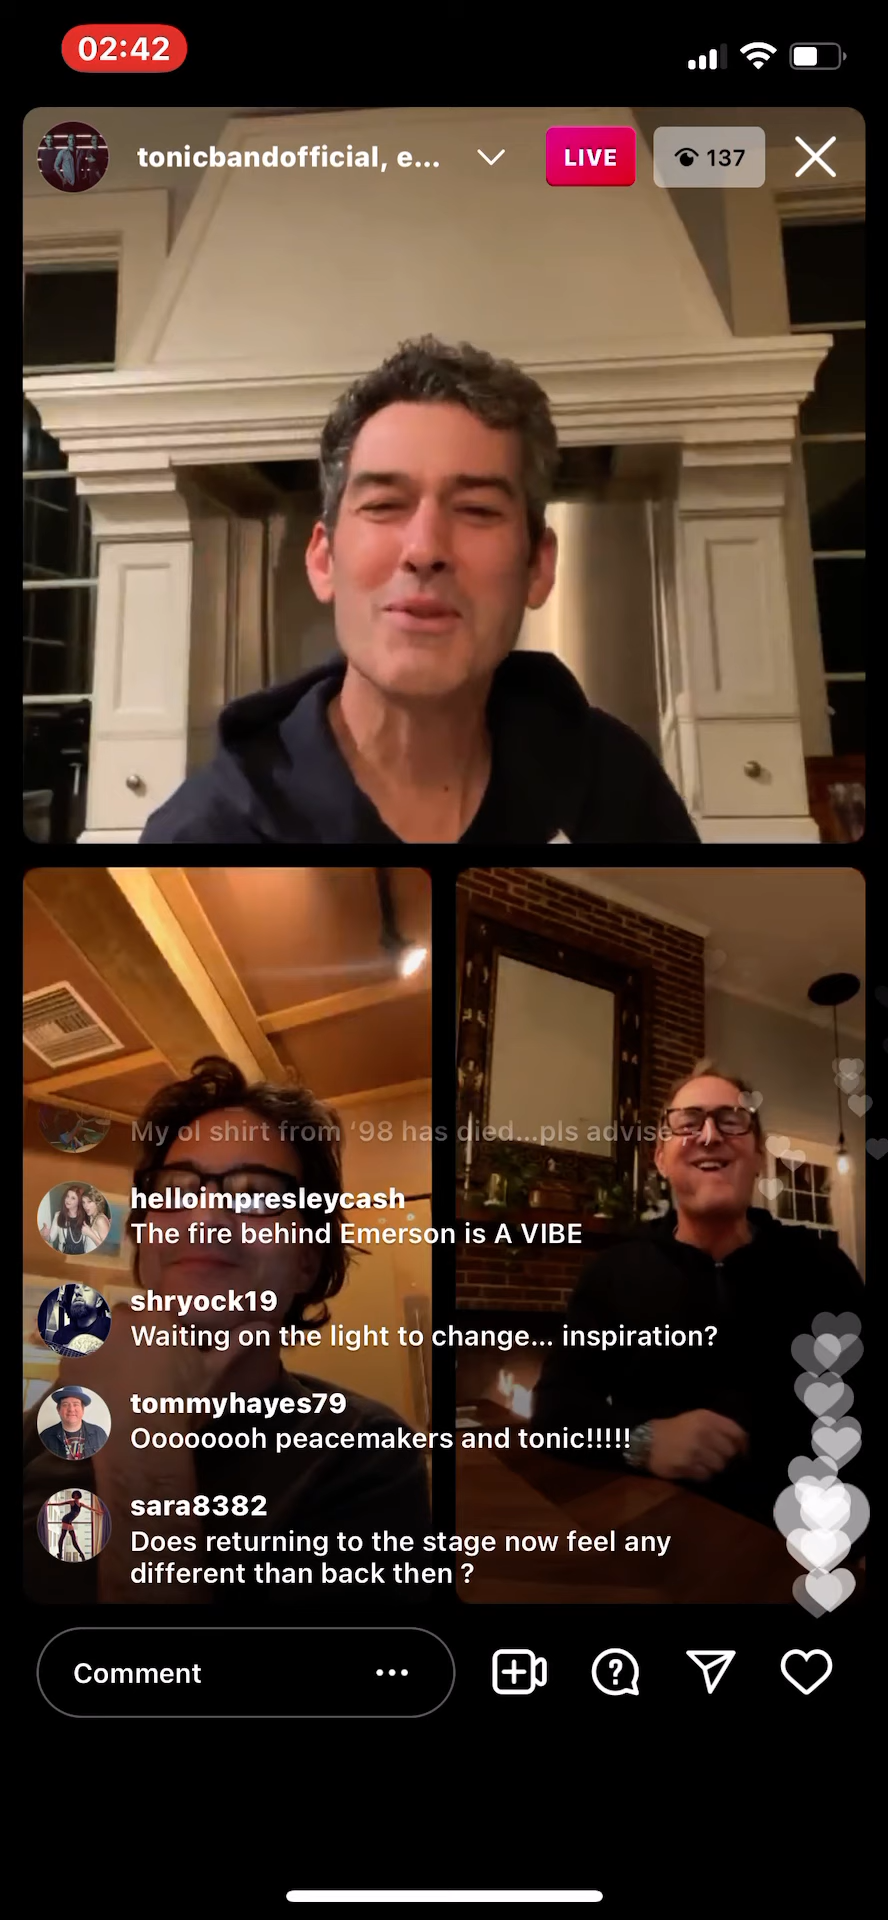 02:42
tonicbandofficial, e...
LIVE
137
My ol shirt from ‘98 has died...pls advise
helloimpresleycash
The fire behind Emerson is A VIBE
shryock19
Waiting on the light to change... inspiration?
tommyhayes79
Oooooooh peacemakers and tonic!!!!!
sara8382
Does returning to the stage now feel any
different than back then ?
Comment